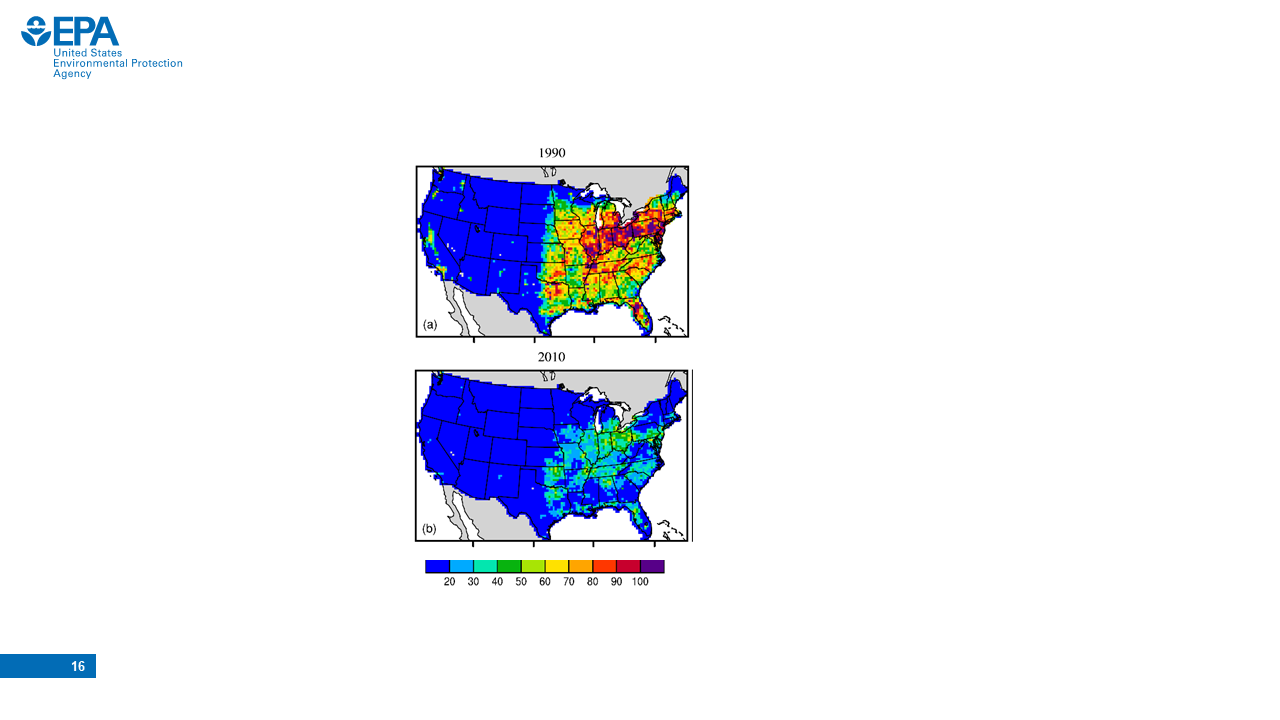 EPA
United States
Environmental Protection
Agency
1990
(a)
2010
(b)
20 30 40 50 60 70 80 90 100
16